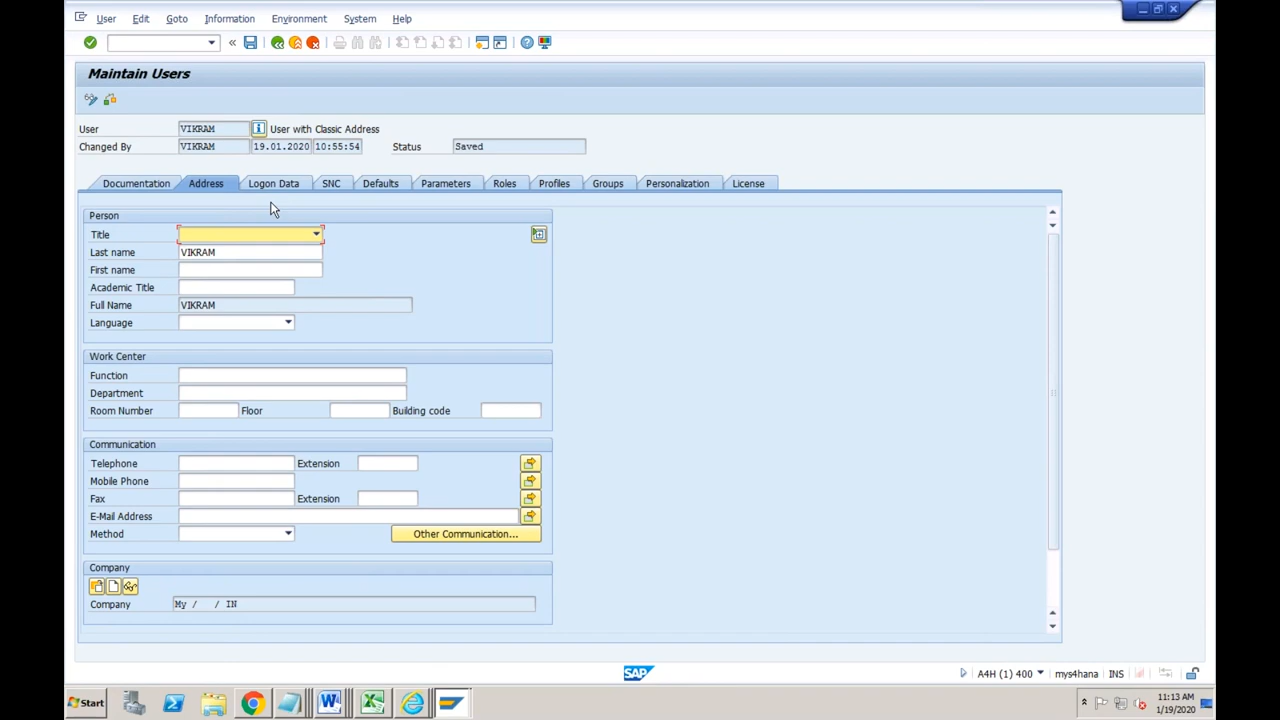 User Edit Goto Information Environment System Help
Maintain Users
User VIKRAM User with Classic Address
Changed By VIKRAM 19.01.2020 10:55:54 Status Saved
Documentation Address Logon Data SNC Defaults Parameters Roles Profiles Groups Personalization License
Person
Title
Last name VIKRAM
First name
Academic Title
Full Name VIKRAM
Language
Work Center
Function
Department
Room Number Floor Building code
Communication
Telephone Extension
Mobile Phone
Fax Extension
E-Mail Address
Method Other Communication...
Company
Company My / / IN
SAP A4H (1) 400 mys4hana INS
Start 11:13 AM
1/19/2020